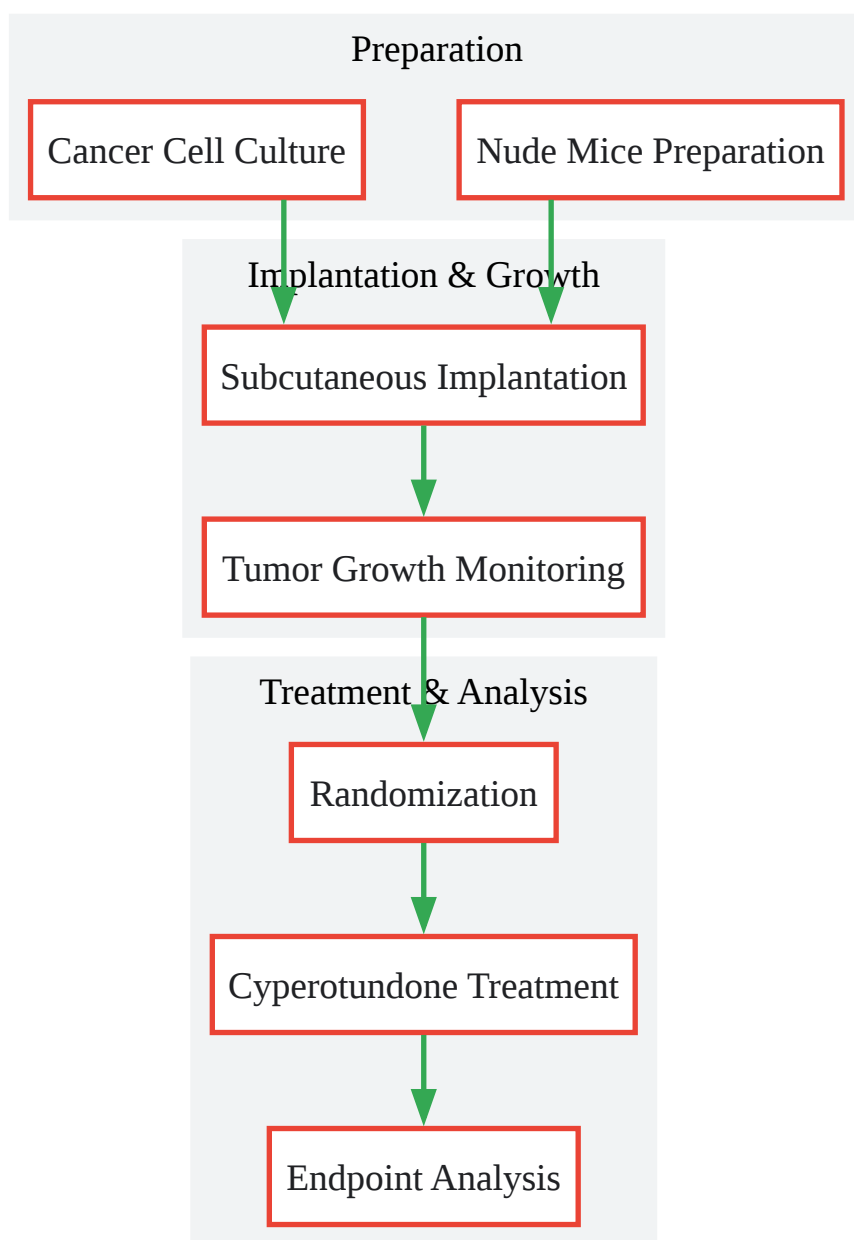 Preparation
Cancer Cell Culture
Nude Mice Preparation
Implantation & Growth
Subcutaneous Implantation
Tumor Growth Monitoring
Treatment & Analysis
Randomization
Cyperotundone Treatment
Endpoint Analysis